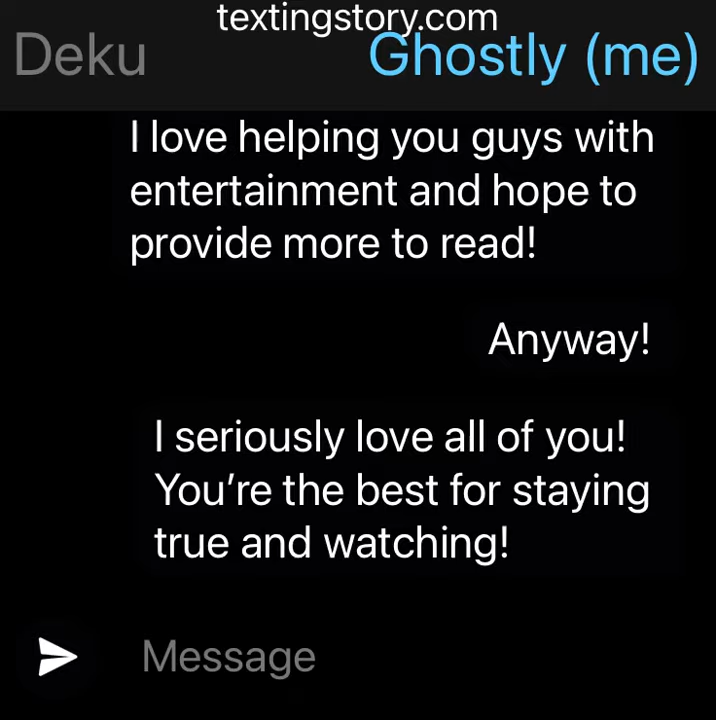 textingstory.com
Deku Ghostly (me)
I love helping you guys with
entertainment and hope to
provide more to read!
Anyway!
I seriously love all of you!
You’re the best for staying
true and watching!
Message